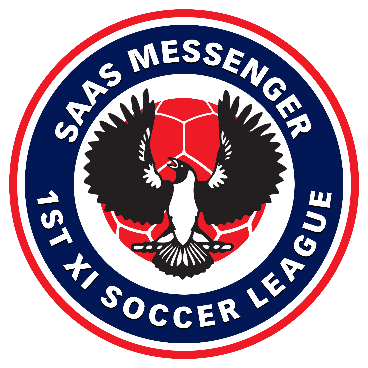 SAAS MESSENGER
1ST XI SOCCER LEAGUE